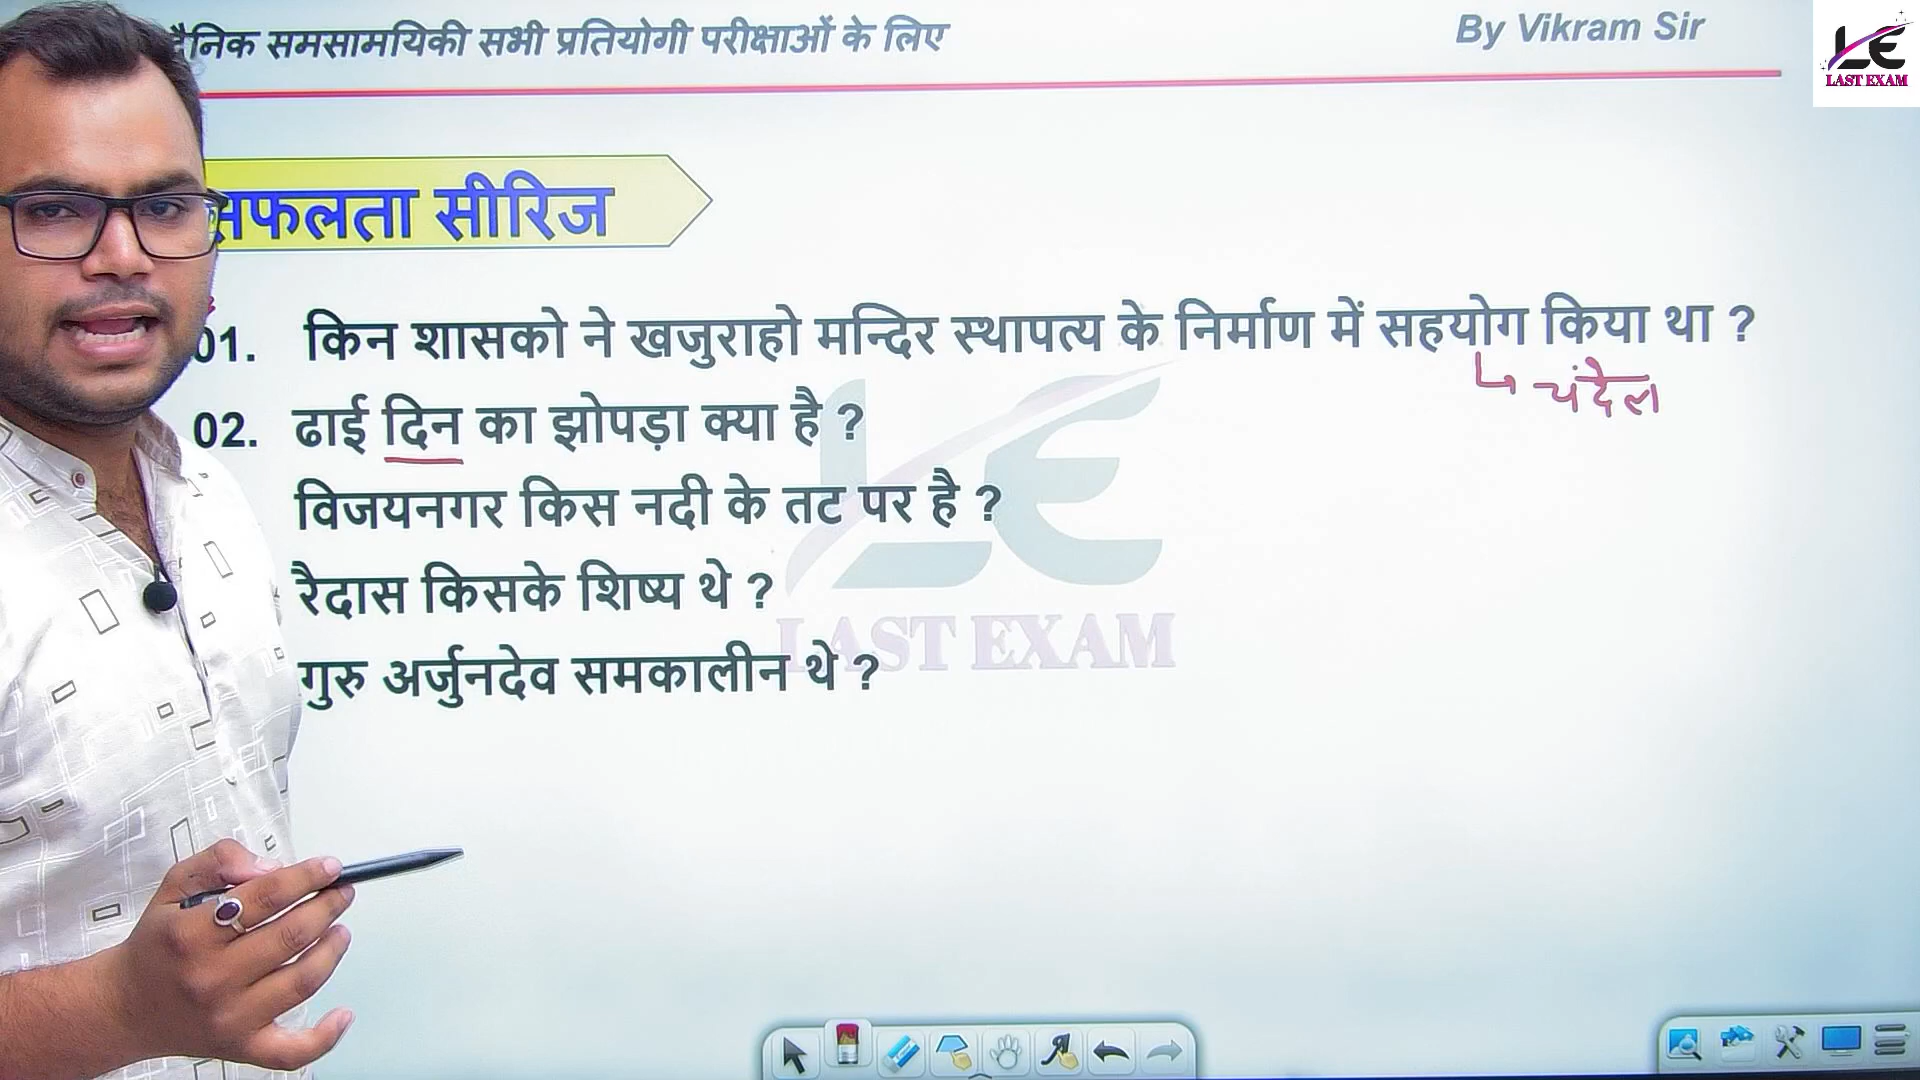 दैनिक समसामयिकी सभी प्रतियोगी परीक्षाओं के लिए
By Vikram Sir
LE
LAST EXAM
सफलता सीरिज
01. किन शासको ने खजुराहो मन्दिर स्थापत्य के निर्माण में सहयोग किया था ?
चंदेल
02. ढाई दिन का झोपड़ा क्या है ?
विजयनगर किस नदी के तट पर है ?
रैदास किसके शिष्य थे ?
गुरु अर्जुनदेव समकालीन थे ?
LE
LAST EXAM